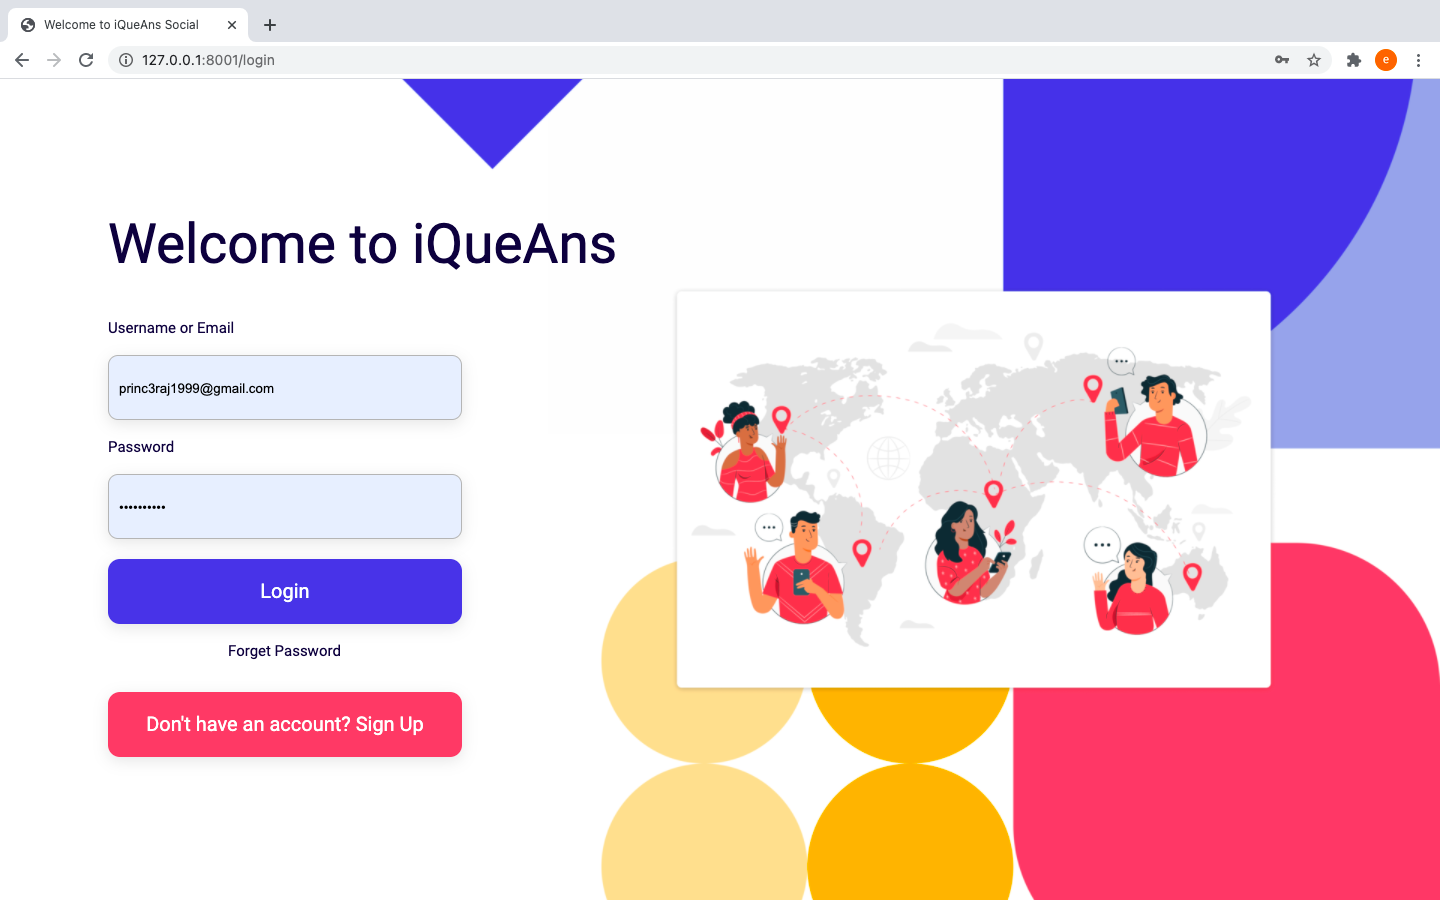 Welcome to iQueAns Social
127.0.0.1:8001/login
e
Welcome to iQueAns
Username or Email
princ3raj1999@gmail.com
Password
••••••••••
Login
Forget Password
Don't have an account? Sign Up